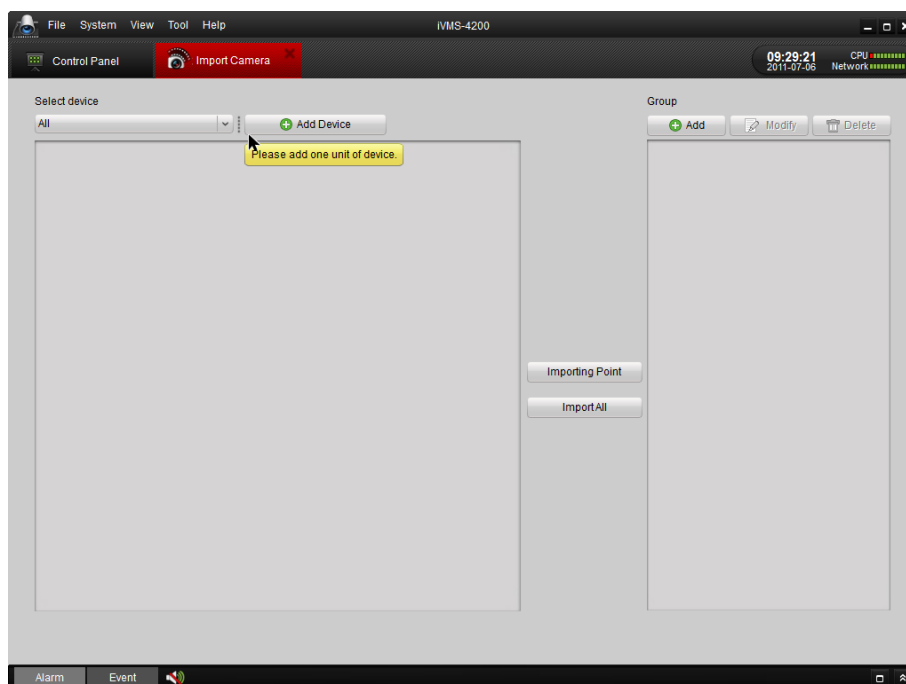 File System View Tool Help iVMS-4200
Control Panel Import Camera 09:29:21 CPU
2011-07-06 Network
Select device Group
All Add Device Add Modify Delete
Please add one unit of device.
Importing Point
Import All
Alarm Event